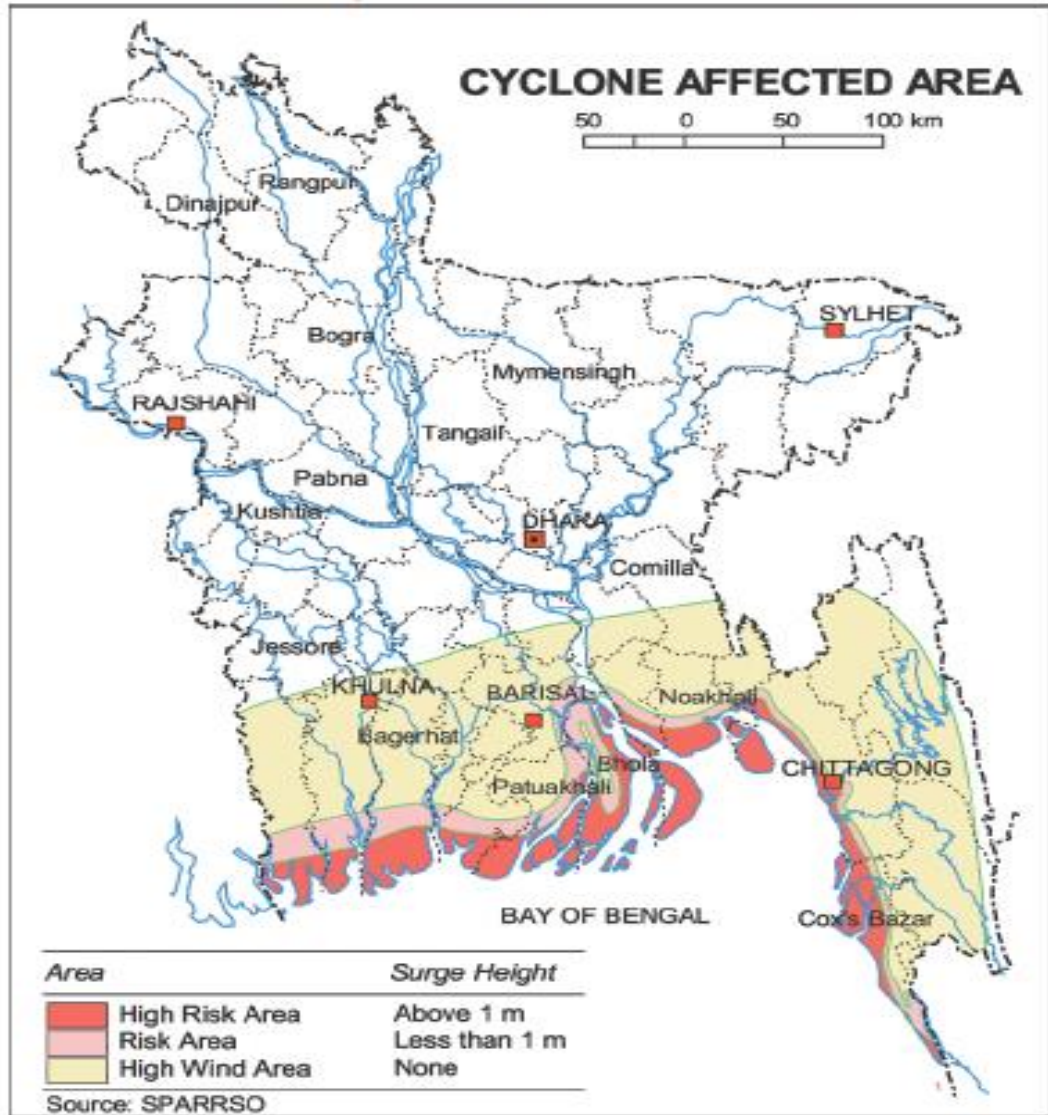 CYCLONE AFFECTED AREA
50 0 50 100 km
Rangpur
Dinajpur
SYLHET
Bogra
Mymensingh
RAJSHAHI
Tangail
Pabna
Kushtia
DHAKA
Comilla
Jessore
KHULNA
BARISAL
Noakhali
Bagerhat
Bhola
CHITTAGONG
Patuakhali
BAY OF BENGAL
Cox's Bazar
Area Surge Height
High Risk Area Above 1 m
Risk Area Less than 1 m
High Wind Area None
Source: SPARRSO